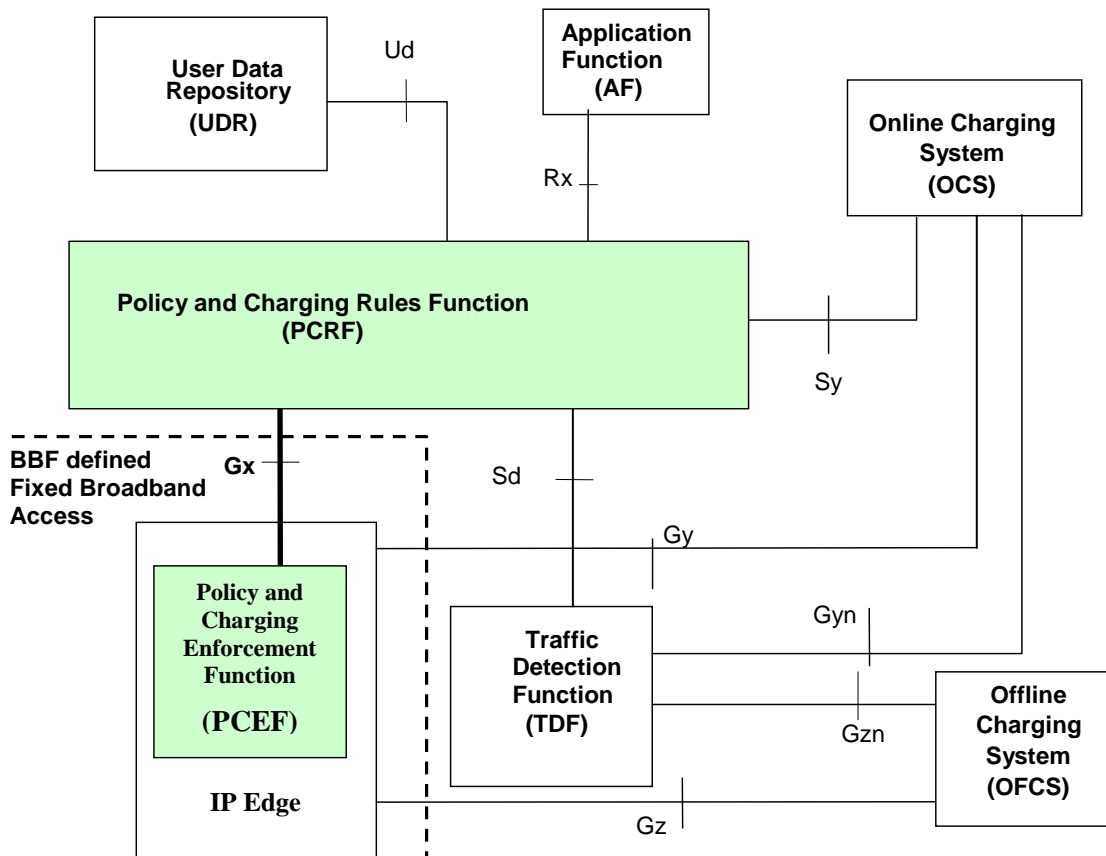 User Data
Repository
(UDR)
Ud
Application
Function
(AF)
Rx
Online Charging
System
(OCS)
Policy and Charging Rules Function
(PCRF)
Sy
BBF defined
Fixed Broadband
Access
Gx
Sd
Gy
Policy and
Charging
Enforcement
Function
(PCEF)
IP Edge
Traffic
Detection
Function
(TDF)
Gyn
Gzn
Offline
Charging
System
(OFCS)
Gz